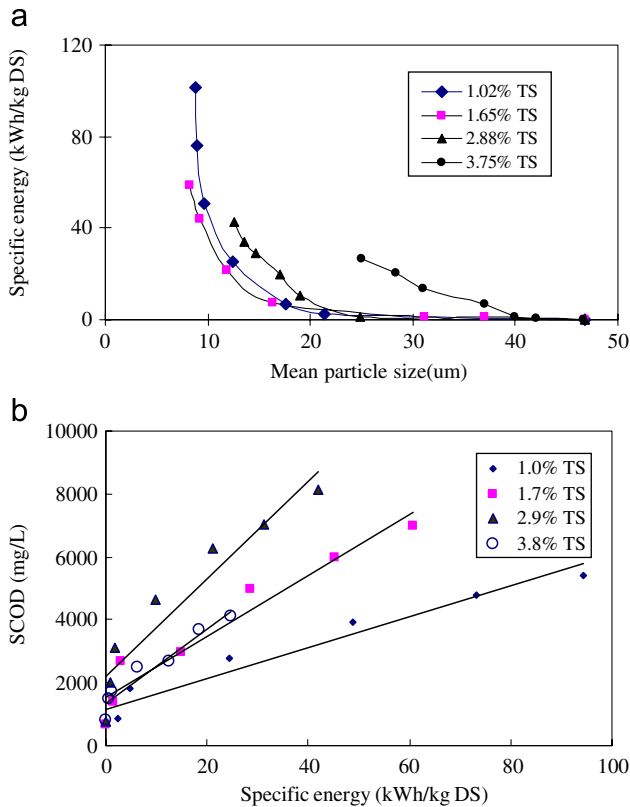 a
Specific energy (kWh/kg DS)
120
80
40
0
1.02% TS
1.65% TS
2.88% TS
3.75% TS
0
10
20
30
40
50
Mean particle size(um)
b
SCOD (mg/L)
10000
8000
6000
4000
2000
0
1.0% TS
1.7% TS
2.9% TS
3.8% TS
0
20
40
60
80
100
Specific energy (kWh/kg DS)